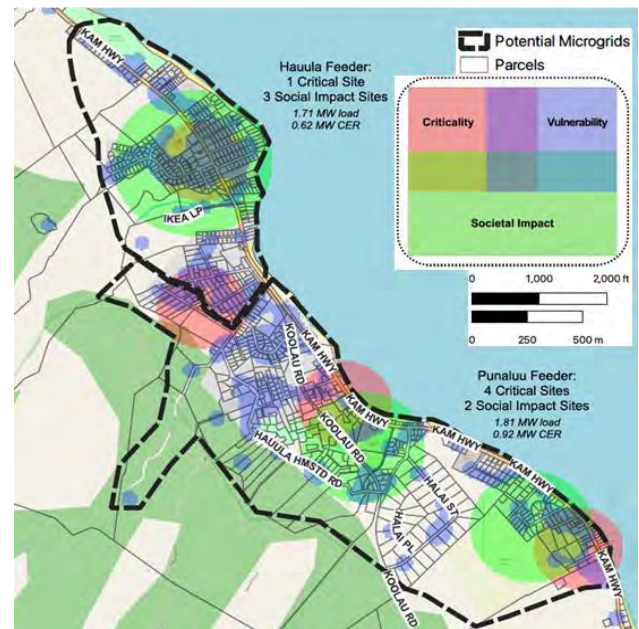 KAM HWY
Hauula Feeder:
1 Critical Site
3 Social Impact Sites
1.71 MW load
0.62 MW CER
Potential Microgrids
Parcels
Criticality
Vulnerability
Societal Impact
0 1,000 2,000 ft
0 250 500 m
IKEA LP
KOOLAU RD
KAM HWY
Punaluu Feeder:
4 Critical Sites
2 Social Impact Sites
1.81 MW load
0.92 MW CER
KAM HWY
KOOLAU RD
KAM HWY
KAM HWY
HAUULA HMSTD RD
HALAI ST
HALAI PL
KOOLAU RD
KAM HWY